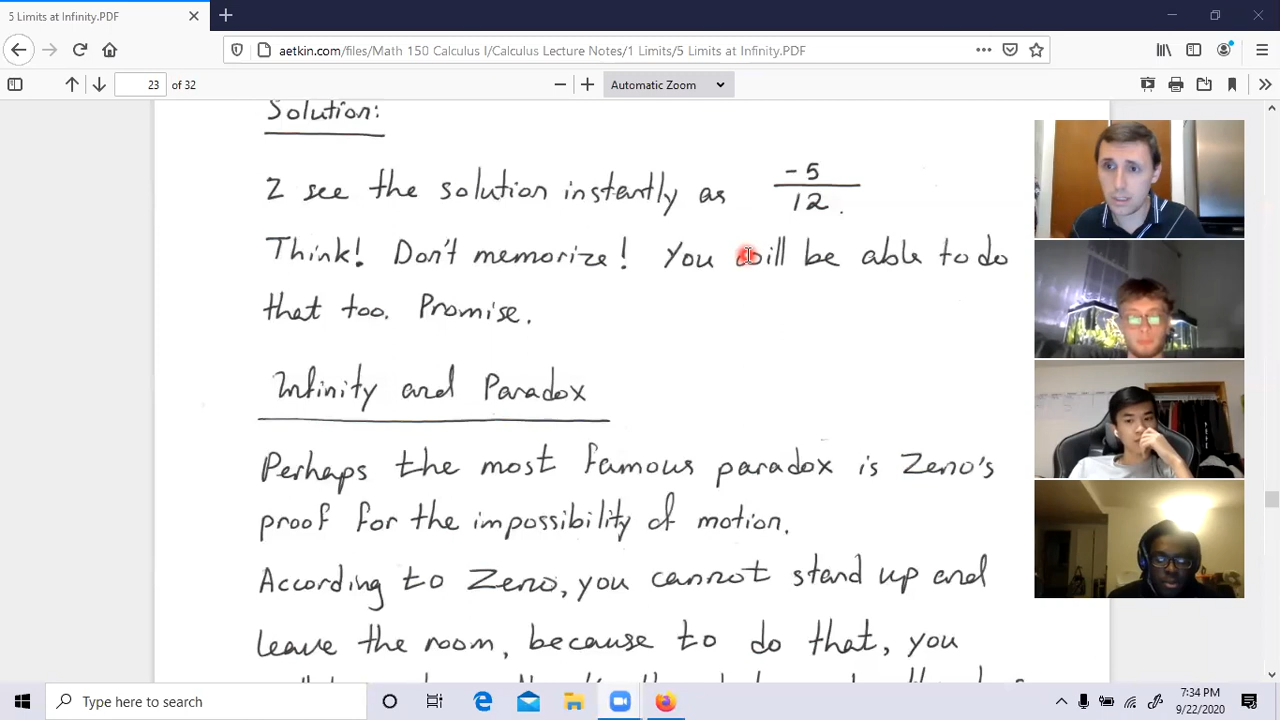 5 Limits at Infinity.PDF
aetkin.com/files/Math 150 Calculus I/Calculus Lecture Notes/1 Limits/5 Limits at Infinity.PDF
23 of 32
Automatic Zoom
Solution:
I see the solution instantly as -5
12.
Think! Don't memorize! You will be able to do
that too. Promise.
Infinity and Paradox
Perhaps the most famous paradox is Zeno's
proof for the impossibility of motion.
According to Zeno, you cannot stand up and
leave the room, because to do that, you
Type here to search
7:34 PM
9/22/2020